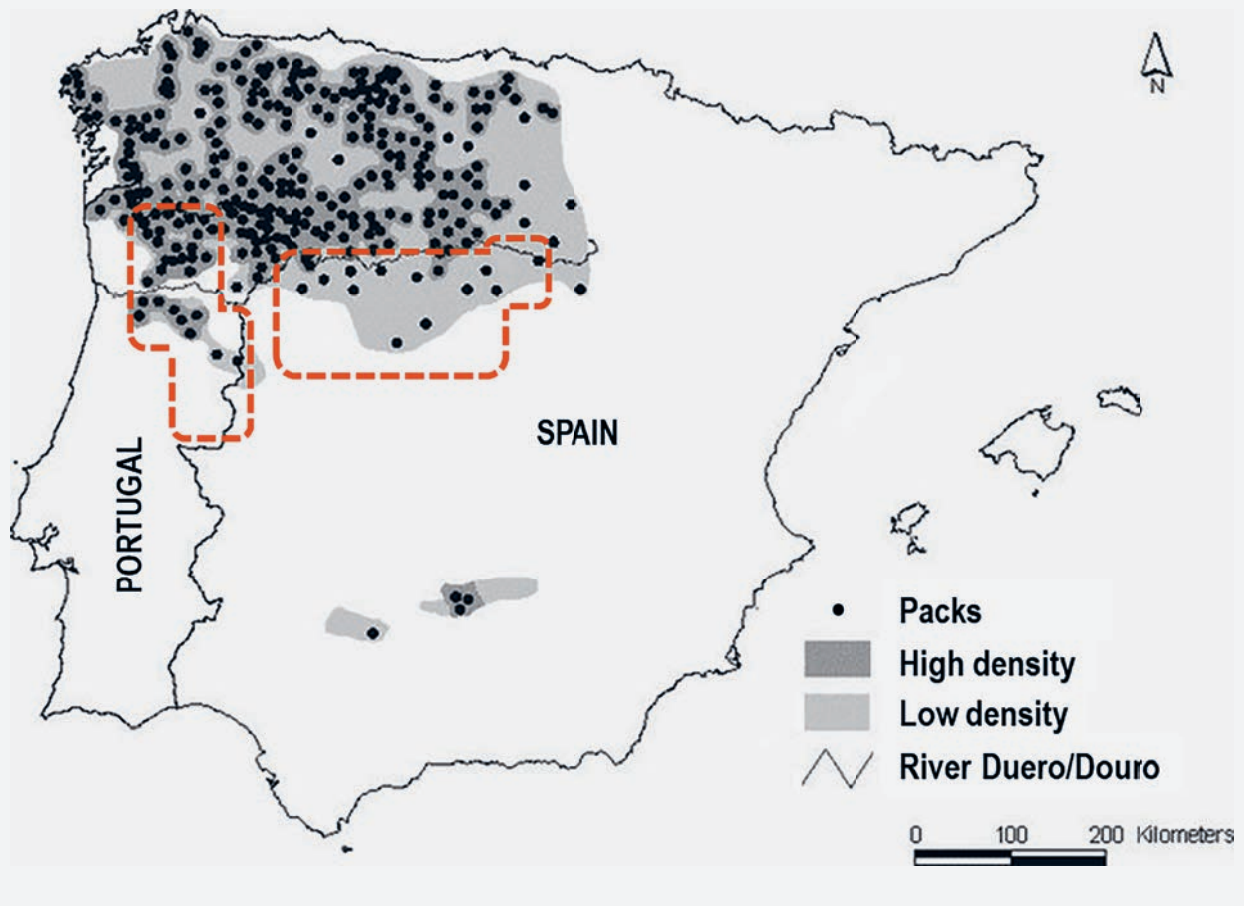 N
SPAIN
PORTUGAL
Packs
High density
Low density
River Duero/Douro
0 100 200 Kilometers